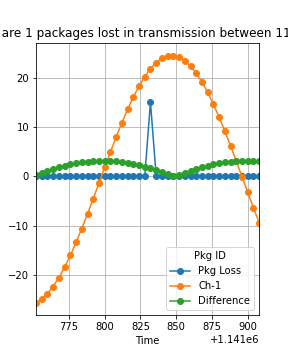 are 1 packages lost in transmission between 11
20
10
0
−10
−20
Pkg ID
Pkg Loss
Ch-1
Difference
775 800 825 850 875 900
Time
+1.141e6